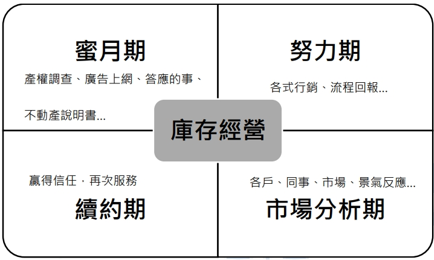 蜜月期
產權調查、廣告上網、答應的事、
不動產說明書...
努力期
各式行銷、流程回報...
庫存經營
贏得信任，再次服務
續約期
各戶、同事、市場、景氣反應...
市場分析期